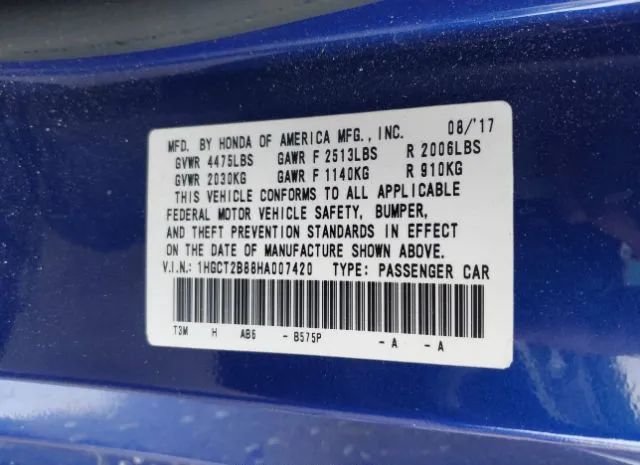 MFD. BY HONDA OF AMERICA MFG., INC. 08/'17
GVWR 4475LBS GAWR F 2513LBS R 2006LBS
GVWR 2030KG GAWR F 1140KG R 910KG
THIS VEHICLE CONFORMS TO ALL APPLICABLE
FEDERAL MOTOR VEHICLE SAFETY, BUMPER,
AND THEFT PREVENTION STANDARDS IN EFFECT
ON THE DATE OF MANUFACTURE SHOWN ABOVE.
V.I.N.: 1HGCT2B88HA007420 TYPE: PASSENGER CAR
T3M H AB6 - B575P - A - A